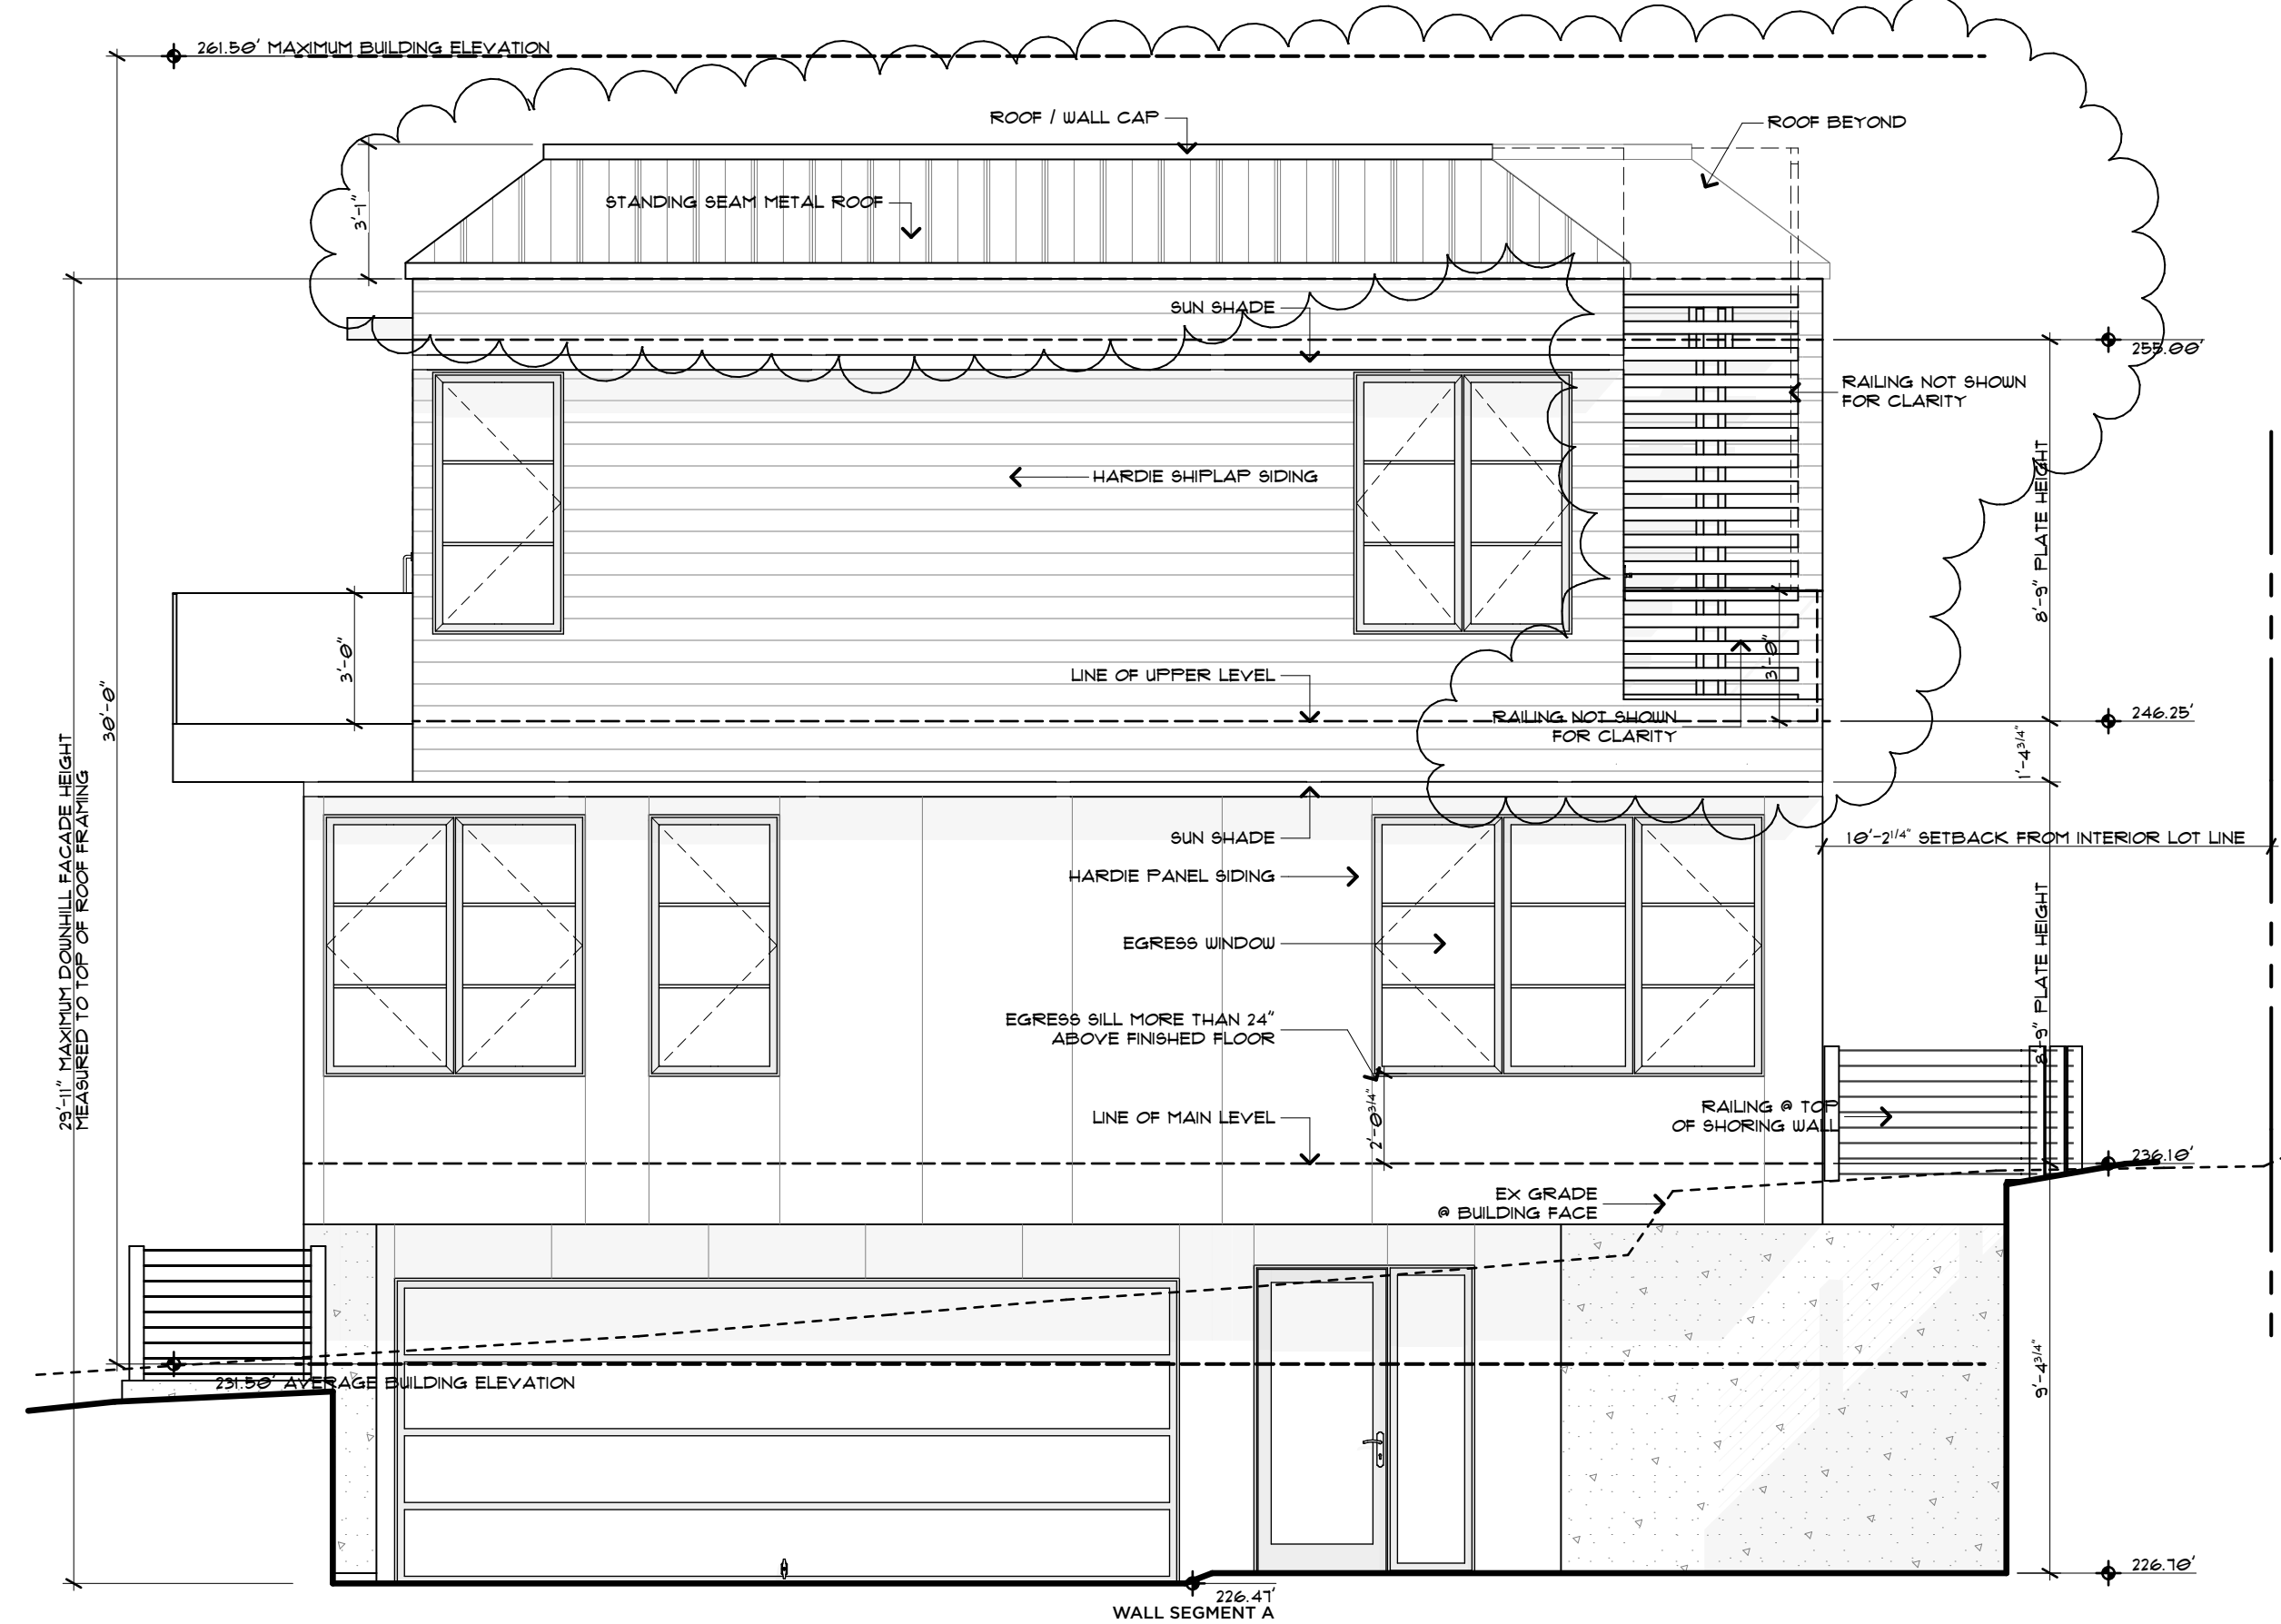 261.50' MAXIMUM BUILDING ELEVATION
ROOF / WALL CAP
ROOF BEYOND
STANDING SEAM METAL ROOF
3'-1"
SUN SHADE
255.00'
RAILING NOT SHOWN
FOR CLARITY
HARDIE SHIPLAP SIDING
8'-9" PLATE HEIGHT
3'-0"
3'-0"
30'-0"
LINE OF UPPER LEVEL
RAILING NOT SHOWN
FOR CLARITY
246.25'
1'-4 3/4"
29'-11" MAXIMUM DOWNHILL FACADE HEIGHT
MEASURED TO TOP OF ROOF FRAMING
SUN SHADE
10'-2 1/4" SETBACK FROM INTERIOR LOT LINE
HARDIE PANEL SIDING
8'-9" PLATE HEIGHT
EGRESS WINDOW
EGRESS SILL MORE THAN 24"
ABOVE FINISHED FLOOR
LINE OF MAIN LEVEL
2'-0 3/4"
RAILING @ TOP
OF SHORING WALL
236.10'
EX GRADE
@ BUILDING FACE
231.50' AVERAGE BUILDING ELEVATION
9'-4 3/4"
226.70'
226.47'
WALL SEGMENT A